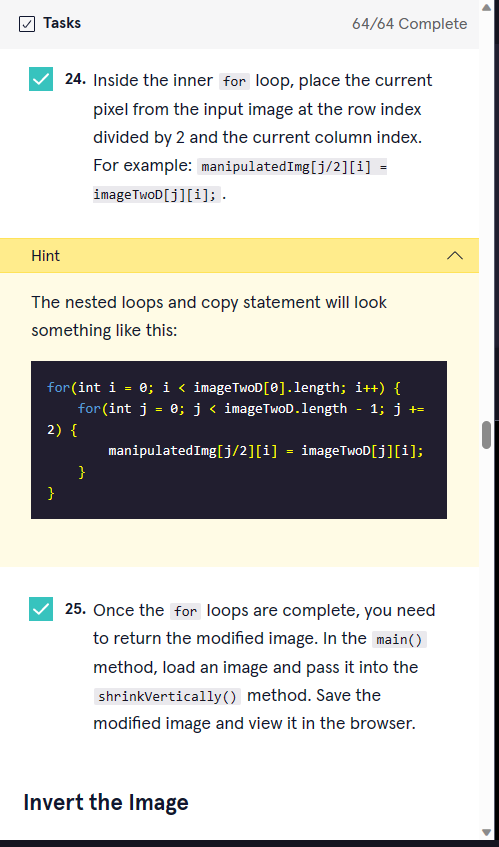 Tasks 64/64 Complete
24. Inside the inner for loop, place the current
pixel from the input image at the row index
divided by 2 and the current column index.
For example: manipulatedImg[j/2][i] =
imageTwoD[j][i]; .
Hint
The nested loops and copy statement will look
something like this:
for(int i = 0; i < imageTwoD[0].length; i++) {
for(int j = 0; j < imageTwoD.length - 1; j +=
2) {
manipulatedImg[j/2][i] = imageTwoD[j][i];
}
}
25. Once the for loops are complete, you need
to return the modified image. In the main()
method, load an image and pass it into the
shrinkVertically() method. Save the
modified image and view it in the browser.
Invert the Image